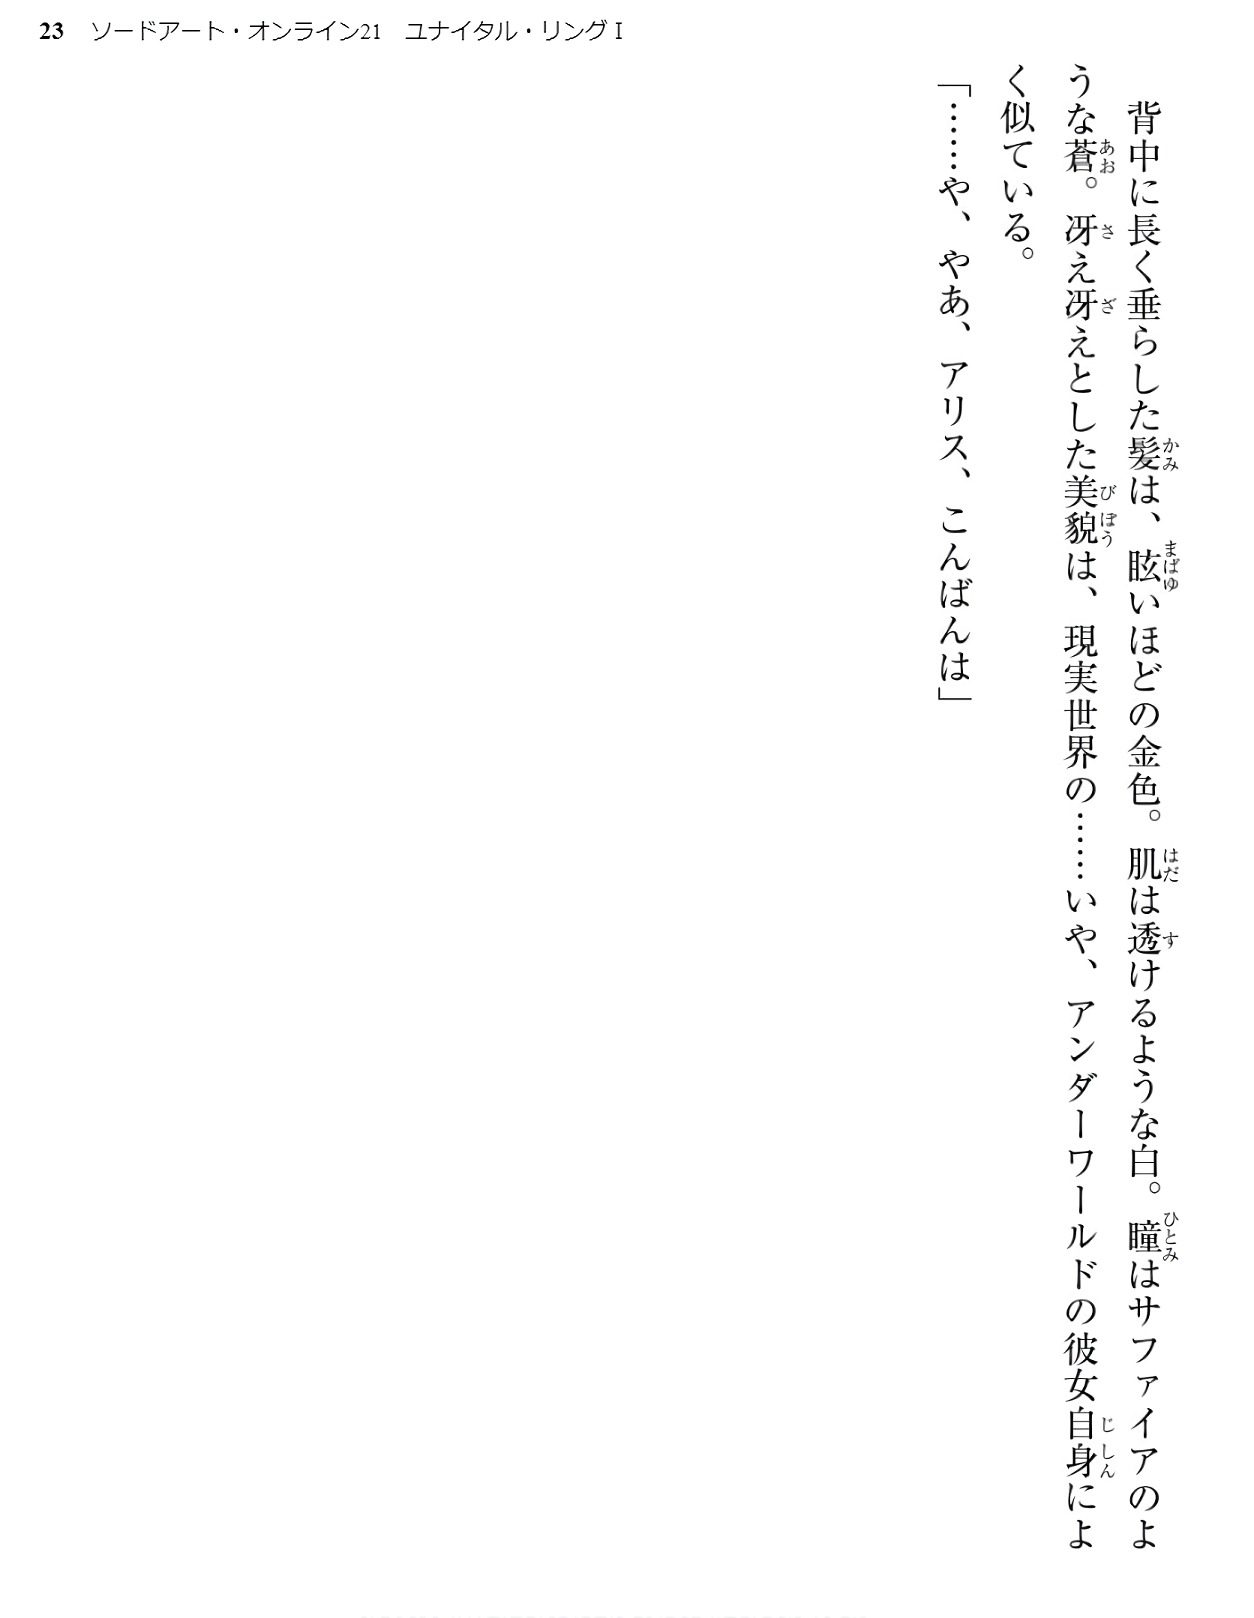 23 ソードアート・オンライン21 ユナイタル・リングⅠ
背中に長く垂らした髪は、眩いほどの金色。肌は透けるような白。瞳はサファイアのよ
うな蒼。冴え冴えとした美貌は、現実世界の……いや、アンダーワールドの彼女自身によ
く似ている。
「……や、やあ、アリス、こんばんは」